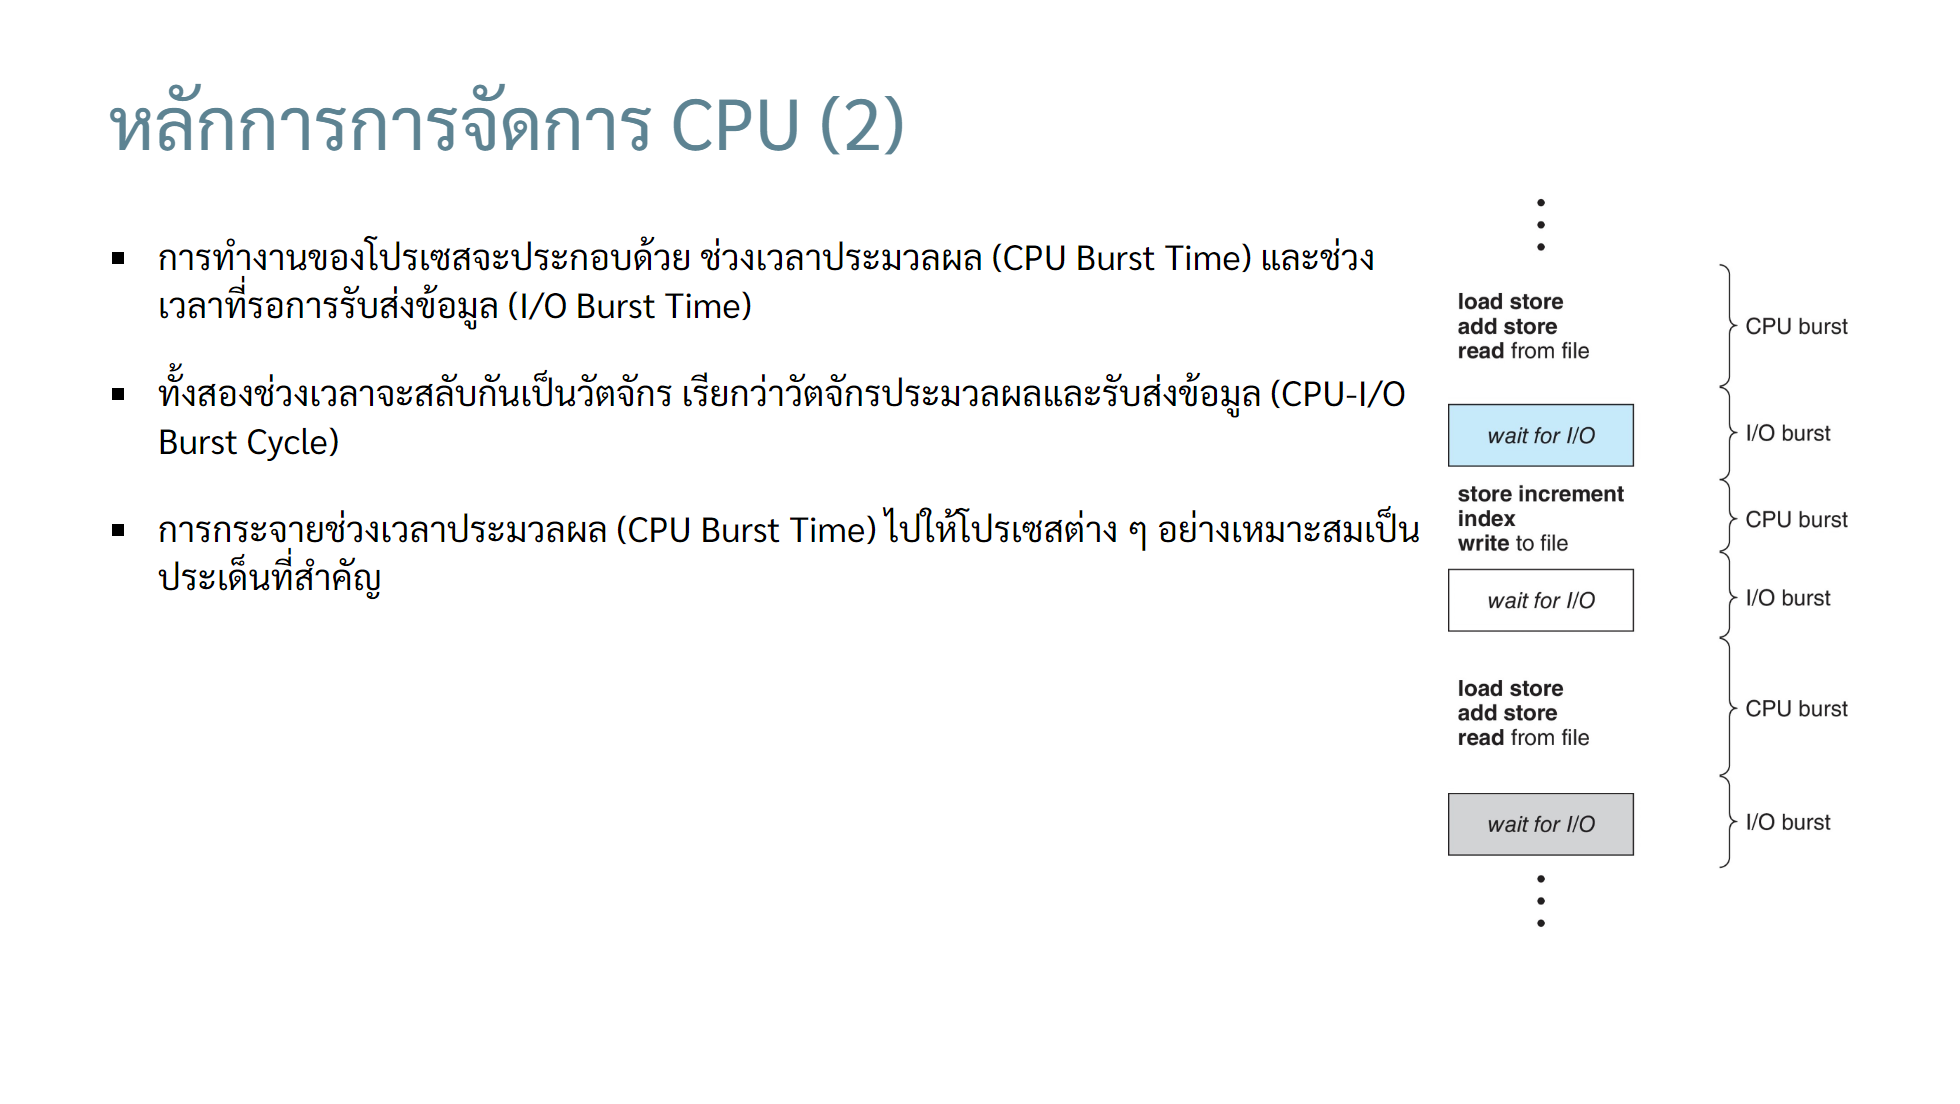 หลักการการจัดการ CPU (2)
▪ การทำงานของโปรเซสจะประกอบด้วย ช่วงเวลาประมวลผล (CPU Burst Time) และช่วง
เวลาที่รอการรับส่งข้อมูล (I/O Burst Time)
▪ ทั้งสองช่วงเวลาจะสลับกันเป็นวัตจักร เรียกว่าวัตจักรประมวลผลและรับส่งข้อมูล (CPU-I/O
Burst Cycle)
▪ การกระจายช่วงเวลาประมวลผล (CPU Burst Time) ไปให้โปรเซสต่าง ๆ อย่างเหมาะสมเป็น
ประเด็นที่สำคัญ
load store
add store
read from file
CPU burst
wait for I/O
I/O burst
store increment
index
write to file
CPU burst
wait for I/O
I/O burst
load store
add store
read from file
CPU burst
wait for I/O
I/O burst